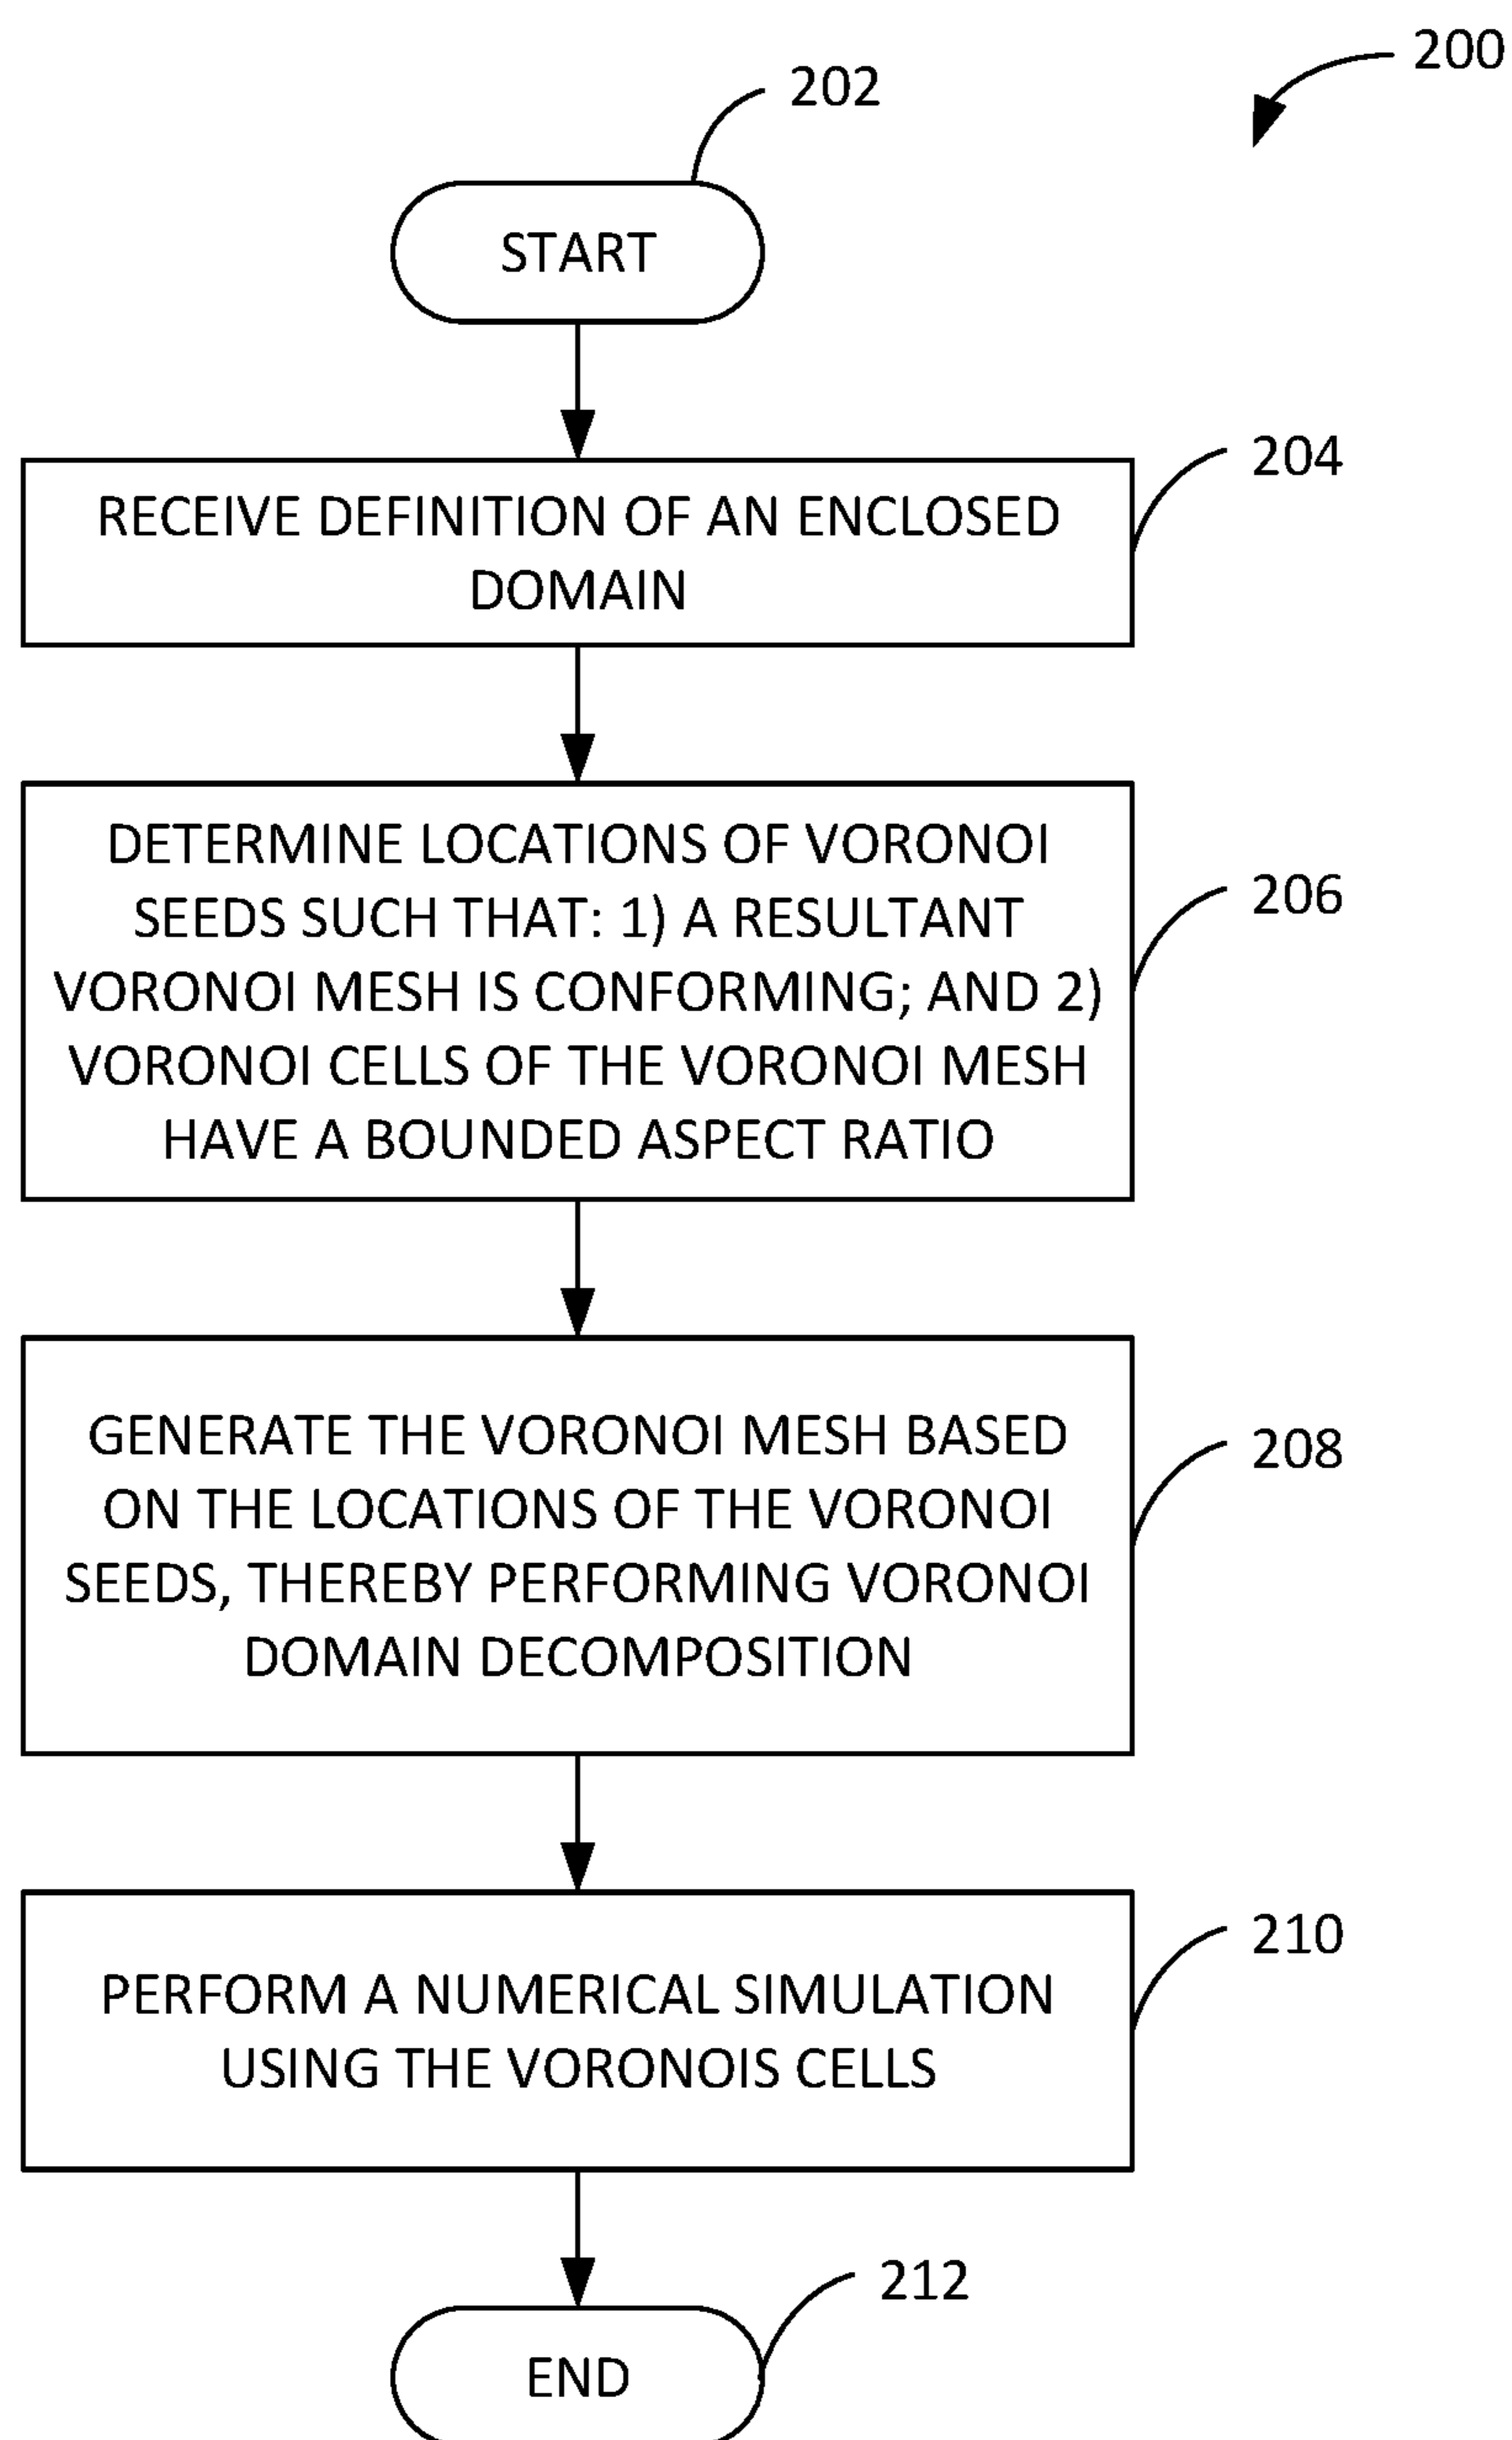 200
202
START
204
RECEIVE DEFINITION OF AN ENCLOSED
DOMAIN
206
DETERMINE LOCATIONS OF VORONOI
SEEDS SUCH THAT: 1) A RESULTANT
VORONOI MESH IS CONFORMING; AND 2)
VORONOI CELLS OF THE VORONOI MESH
HAVE A BOUNDED ASPECT RATIO
208
GENERATE THE VORONOI MESH BASED
ON THE LOCATIONS OF THE VORONOI
SEEDS, THEREBY PERFORMING VORONOI
DOMAIN DECOMPOSITION
210
PERFORM A NUMERICAL SIMULATION
USING THE VORONOIS CELLS
212
END